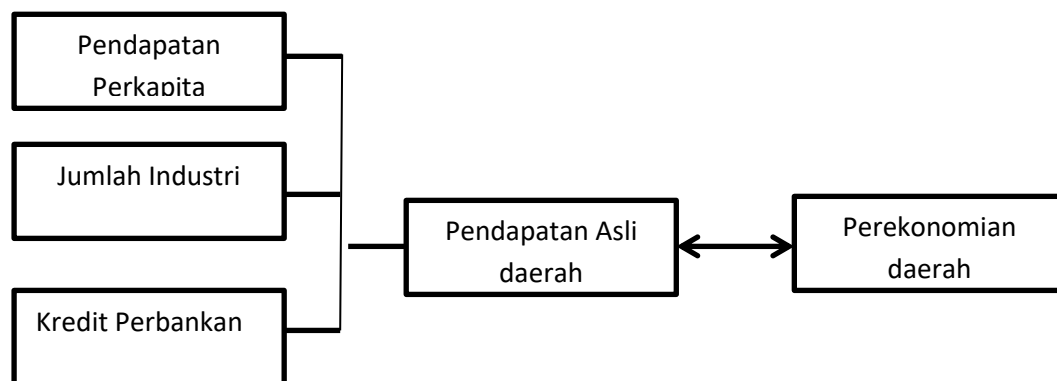 Pendapatan
Perkapita
Jumlah Industri
Kredit Perbankan
Pendapatan Asli
daerah
Perekonomian
daerah